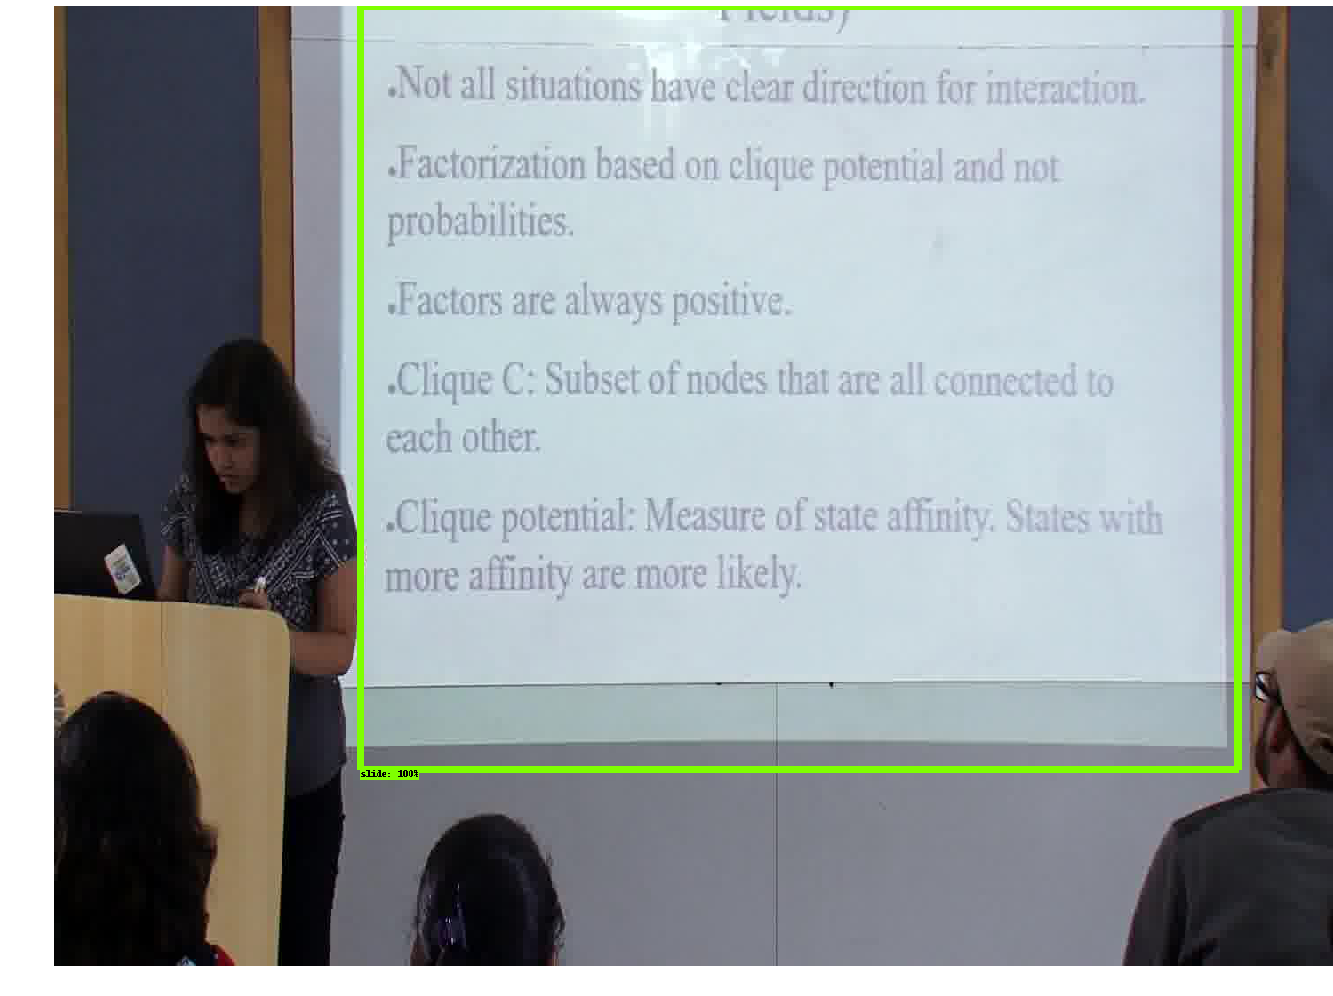 Fields)
.Not all situations have clear direction for interaction.
.Factorization based on clique potential and not
probabilities.
.Factors are always positive.
.Clique C: Subset of nodes that are all connected to
each other.
.Clique potential: Measure of state affinity. States with
more affinity are more likely.
slide: 100%